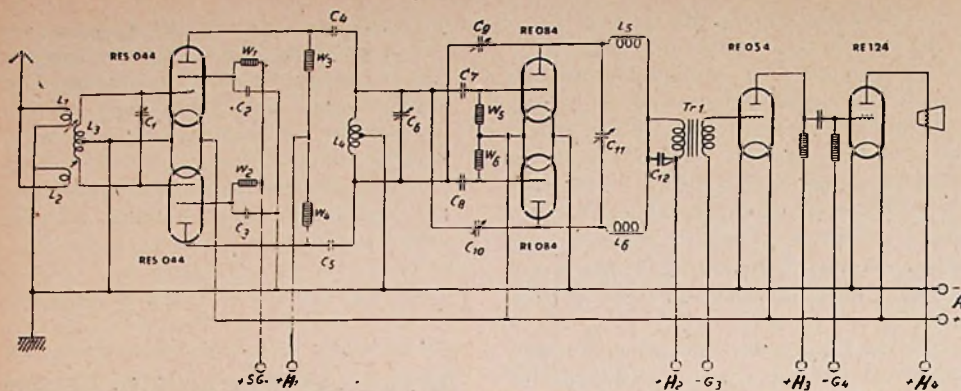 RES 044
RES 044
L1
L2
L3
C1
W1
C2
W2
C3
C4
W3
W4
C5
L4
C6
RE 084
RE 084
C9
C7
W5
W6
C8
C10
C11
L5
L6
C12
Tr1
RE 054
RE 124
-
+
+SG-
+H1
+H2
-G3
+H3
-G4
+H4